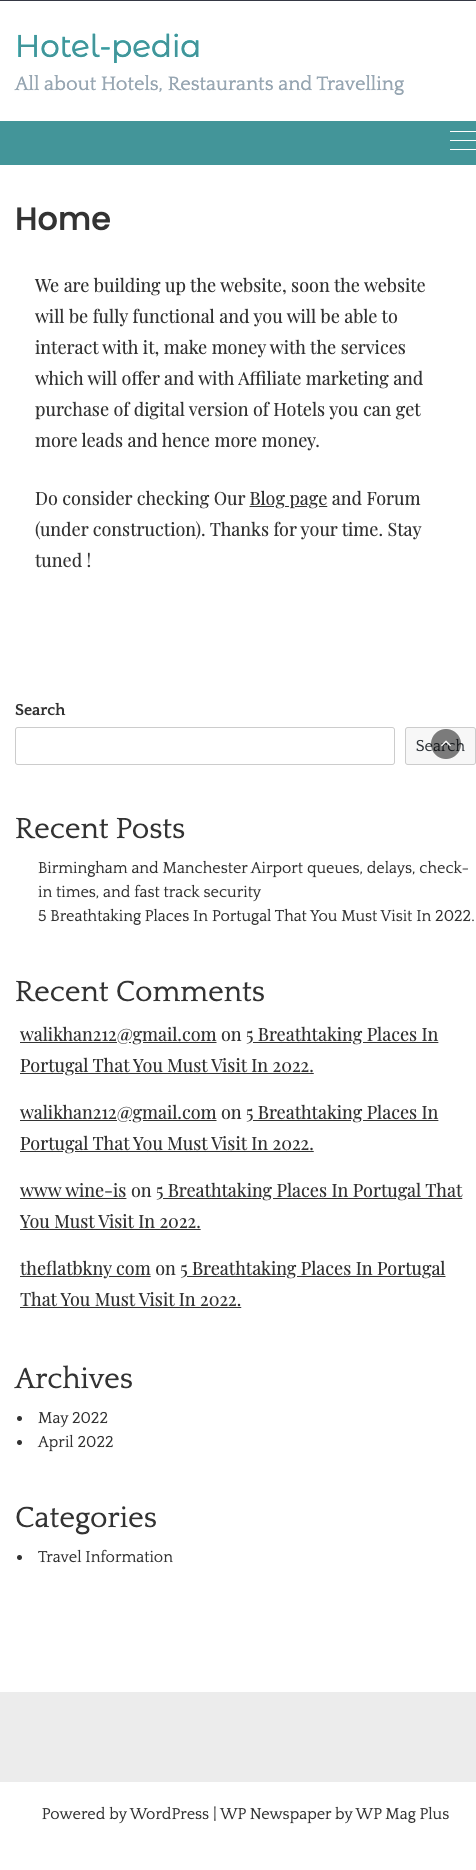 Hotel-pedia
All about Hotels, Restaurants and Travelling
Home
We are building up the website, soon the website
will be fully functional and you will be able to
interact with it, make money with the services
which will offer and with Affiliate marketing and
purchase of digital version of Hotels you can get
more leads and hence more money.
Do consider checking Our Blog page and Forum
(under construction). Thanks for your time. Stay
tuned !
Search
Search
Recent Posts
Birmingham and Manchester Airport queues, delays, check-
in times, and fast track security
5 Breathtaking Places In Portugal That You Must Visit In 2022.
Recent Comments
walikhan212@gmail.com on 5 Breathtaking Places In
Portugal That You Must Visit In 2022.
walikhan212@gmail.com on 5 Breathtaking Places In
Portugal That You Must Visit In 2022.
www wine-is on 5 Breathtaking Places In Portugal That
You Must Visit In 2022.
theflatbkny com on 5 Breathtaking Places In Portugal
That You Must Visit In 2022.
Archives
• May 2022
• April 2022
Categories
• Travel Information
Powered by WordPress | WP Newspaper by WP Mag Plus